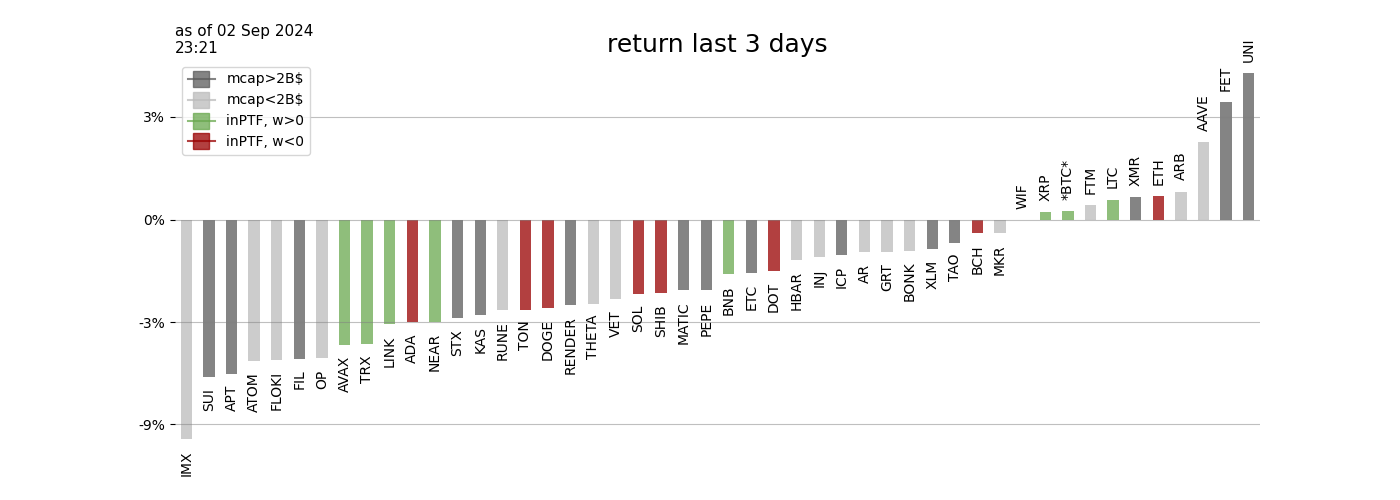 as of 02 Sep 2024
23:21
return last 3 days
mcap>2B$
mcap<2B$
inPTF, w>0
inPTF, w<0
3%
0%
-3%
-9%
IMX
SUI
APT
ATOM
FLOKI
FIL
OP
AVAX
TRX
LINK
ADA
NEAR
STX
KAS
RUNE
TON
DOGE
RENDER
THETA
VET
SOL
SHIB
MATIC
PEPE
BNB
ETC
DOT
HBAR
INJ
ICP
AR
GRT
BONK
XLM
TAO
BCH
MKR
WIF
XRP
*BTC*
FTM
LTC
XMR
ETH
ARB
AAVE
FET
UNI